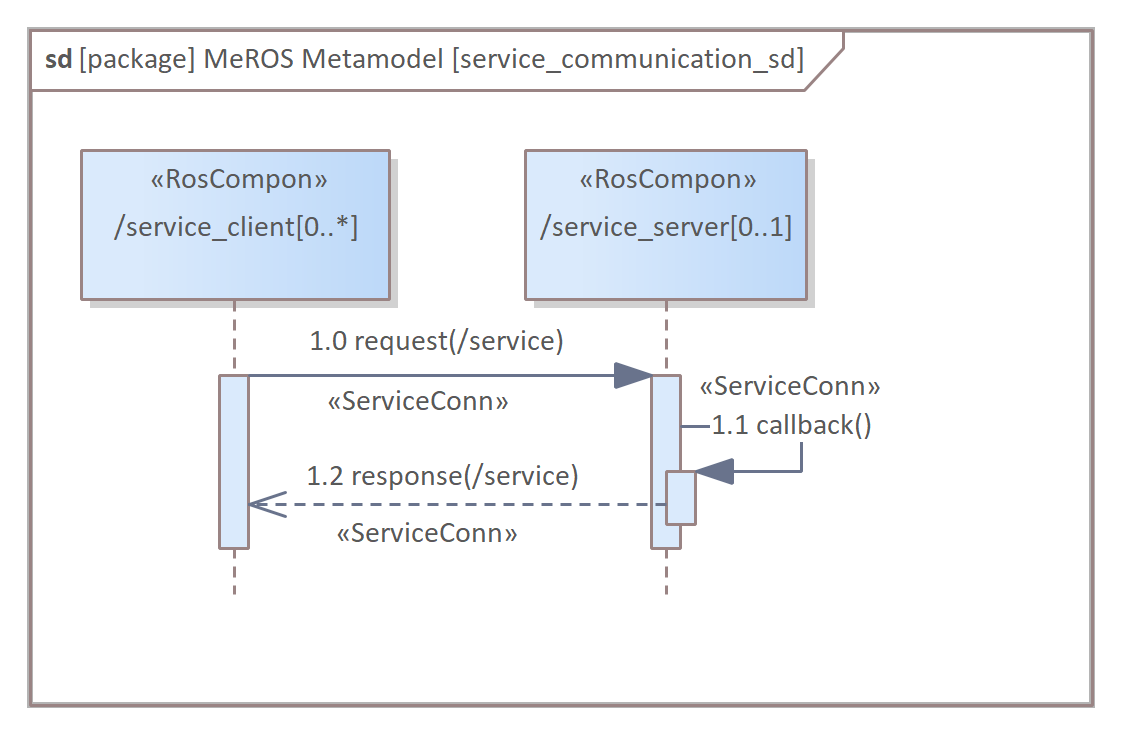 sd [package] MeROS Metamodel [service_communication_sd]
«RosCompon»
/service_client[0..*]
«RosCompon»
/service_server[0..1]
1.0 request(/service)
«ServiceConn»
«ServiceConn»
1.1 callback()
1.2 response(/service)
«ServiceConn»